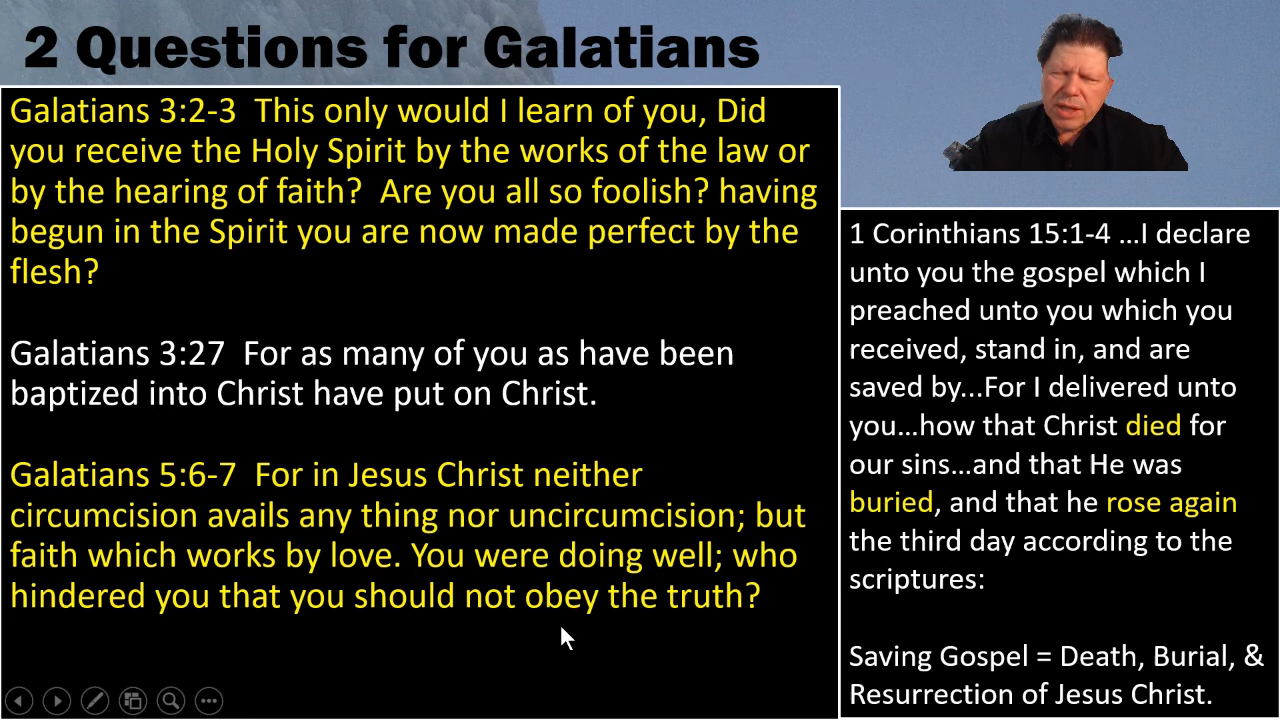 2 Questions for Galatians
Galatians 3:2-3  This only would I learn of you, Did
you receive the Holy Spirit by the works of the law or
by the hearing of faith?  Are you all so foolish? having
begun in the Spirit you are now made perfect by the
flesh?
Galatians 3:27  For as many of you as have been
baptized into Christ have put on Christ.
Galatians 5:6-7  For in Jesus Christ neither
circumcision avails any thing nor uncircumcision; but
faith which works by love. You were doing well; who
hindered you that you should not obey the truth?
1 Corinthians 15:1-4 …I declare
unto you the gospel which I
preached unto you which you
received, stand in, and are
saved by...For I delivered unto
you…how that Christ died for
our sins…and that He was
buried, and that he rose again
the third day according to the
scriptures:
Saving Gospel = Death, Burial, &
Resurrection of Jesus Christ.